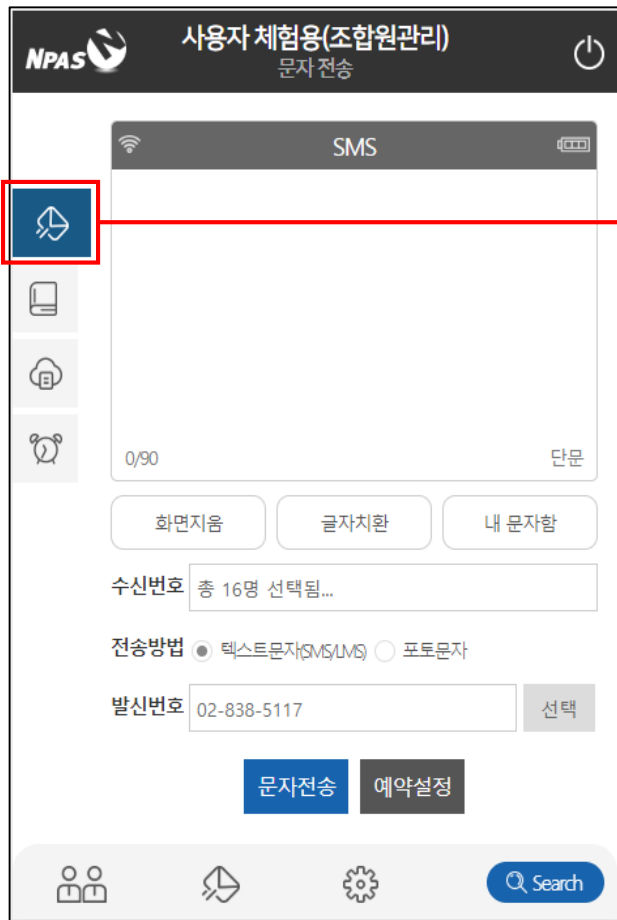 NPAS
사용자 체험용(조합원관리)
문자 전송
SMS
0/90 단문
화면지움 글자치환 내 문자함
수신번호 총 16명 선택됨...
전송방법 텍스트문자(SMS/LMS) 포토문자
발신번호 02-838-5117 선택
문자전송 예약설정
Search